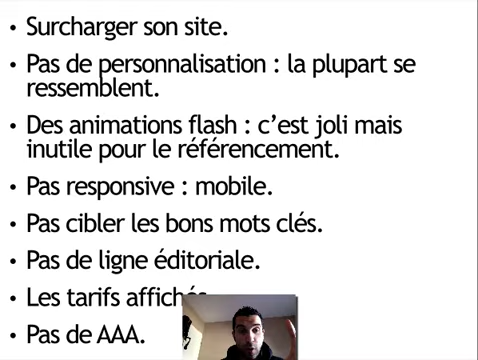 • Surcharger son site.
• Pas de personnalisation : la plupart se
ressemblent.
• Des animations flash : c’est joli mais
inutile pour le référencement.
• Pas responsive : mobile.
• Pas cibler les bons mots clés.
• Pas de ligne éditoriale.
• Les tarifs affichés.
• Pas de AAA.